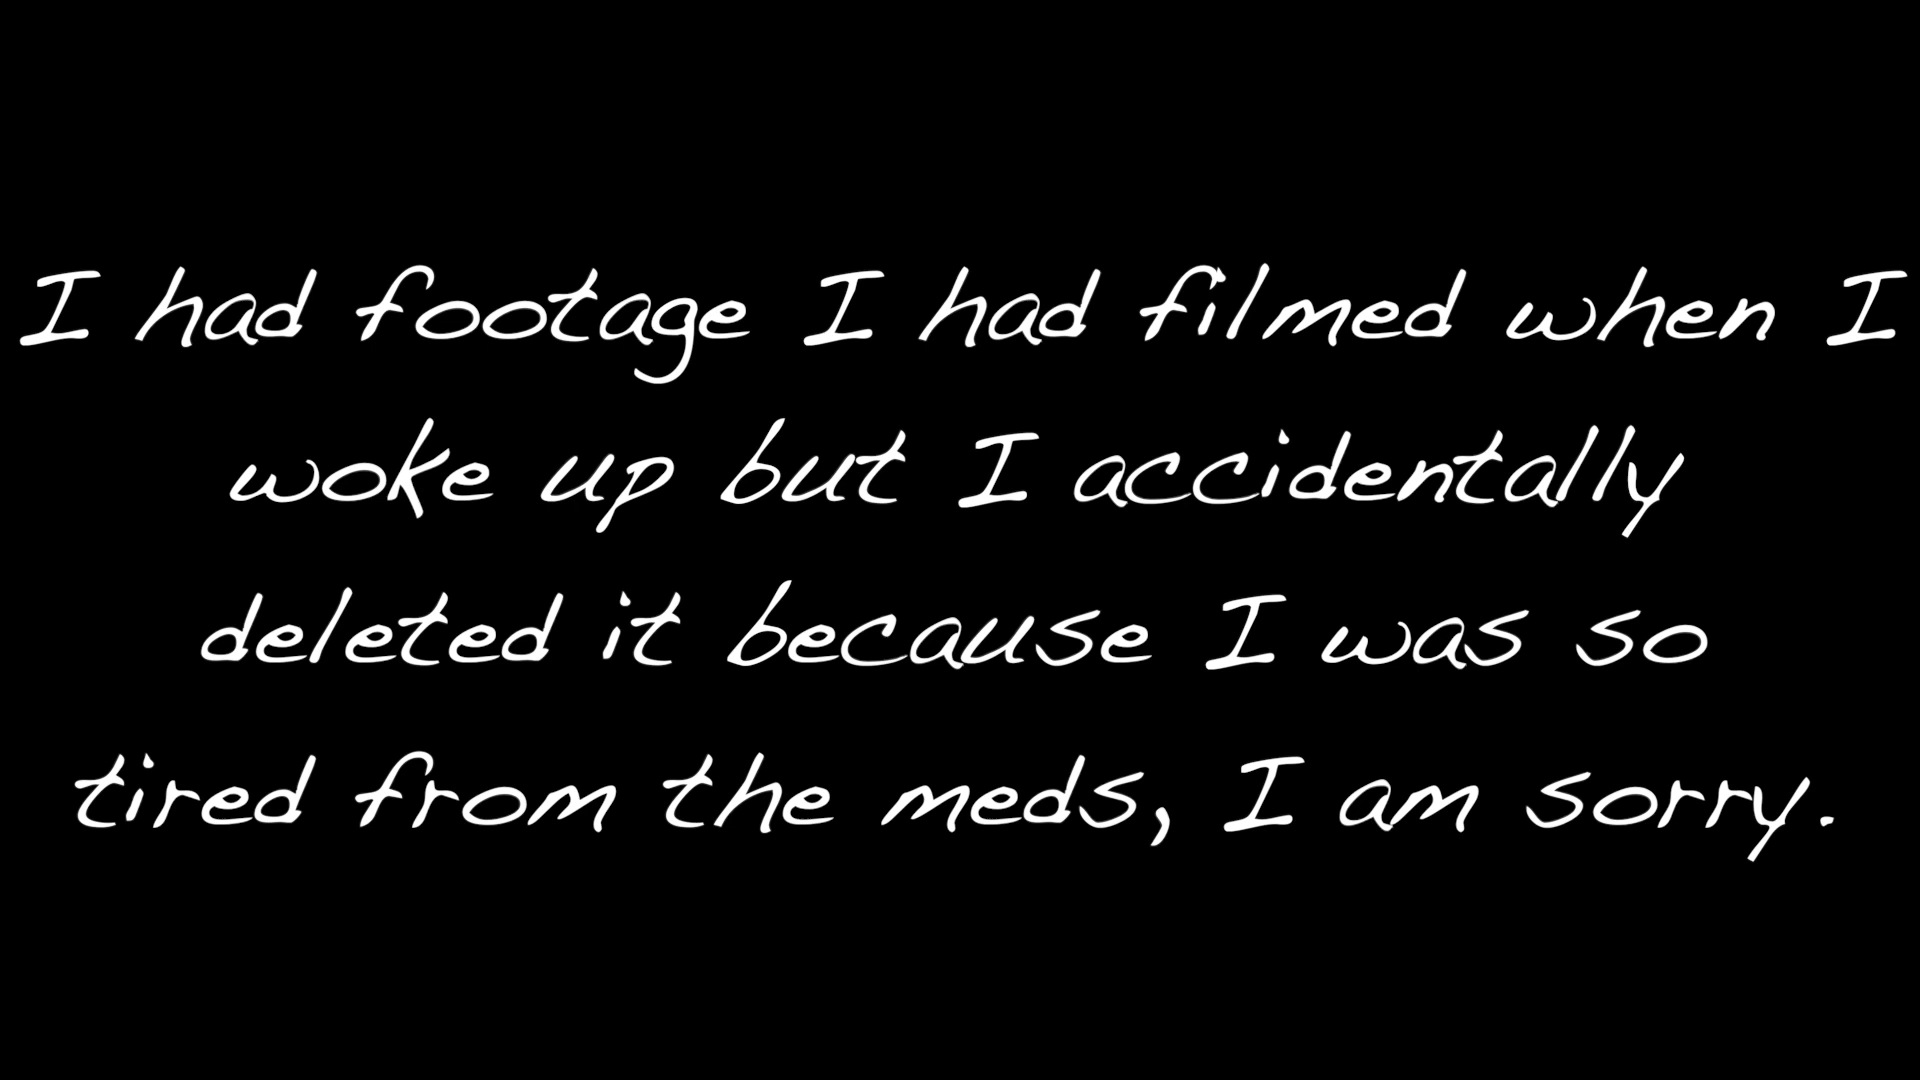 I had footage I had filmed when I
woke up but I accidentally
deleted it because I was so
tired from the meds, I am sorry.